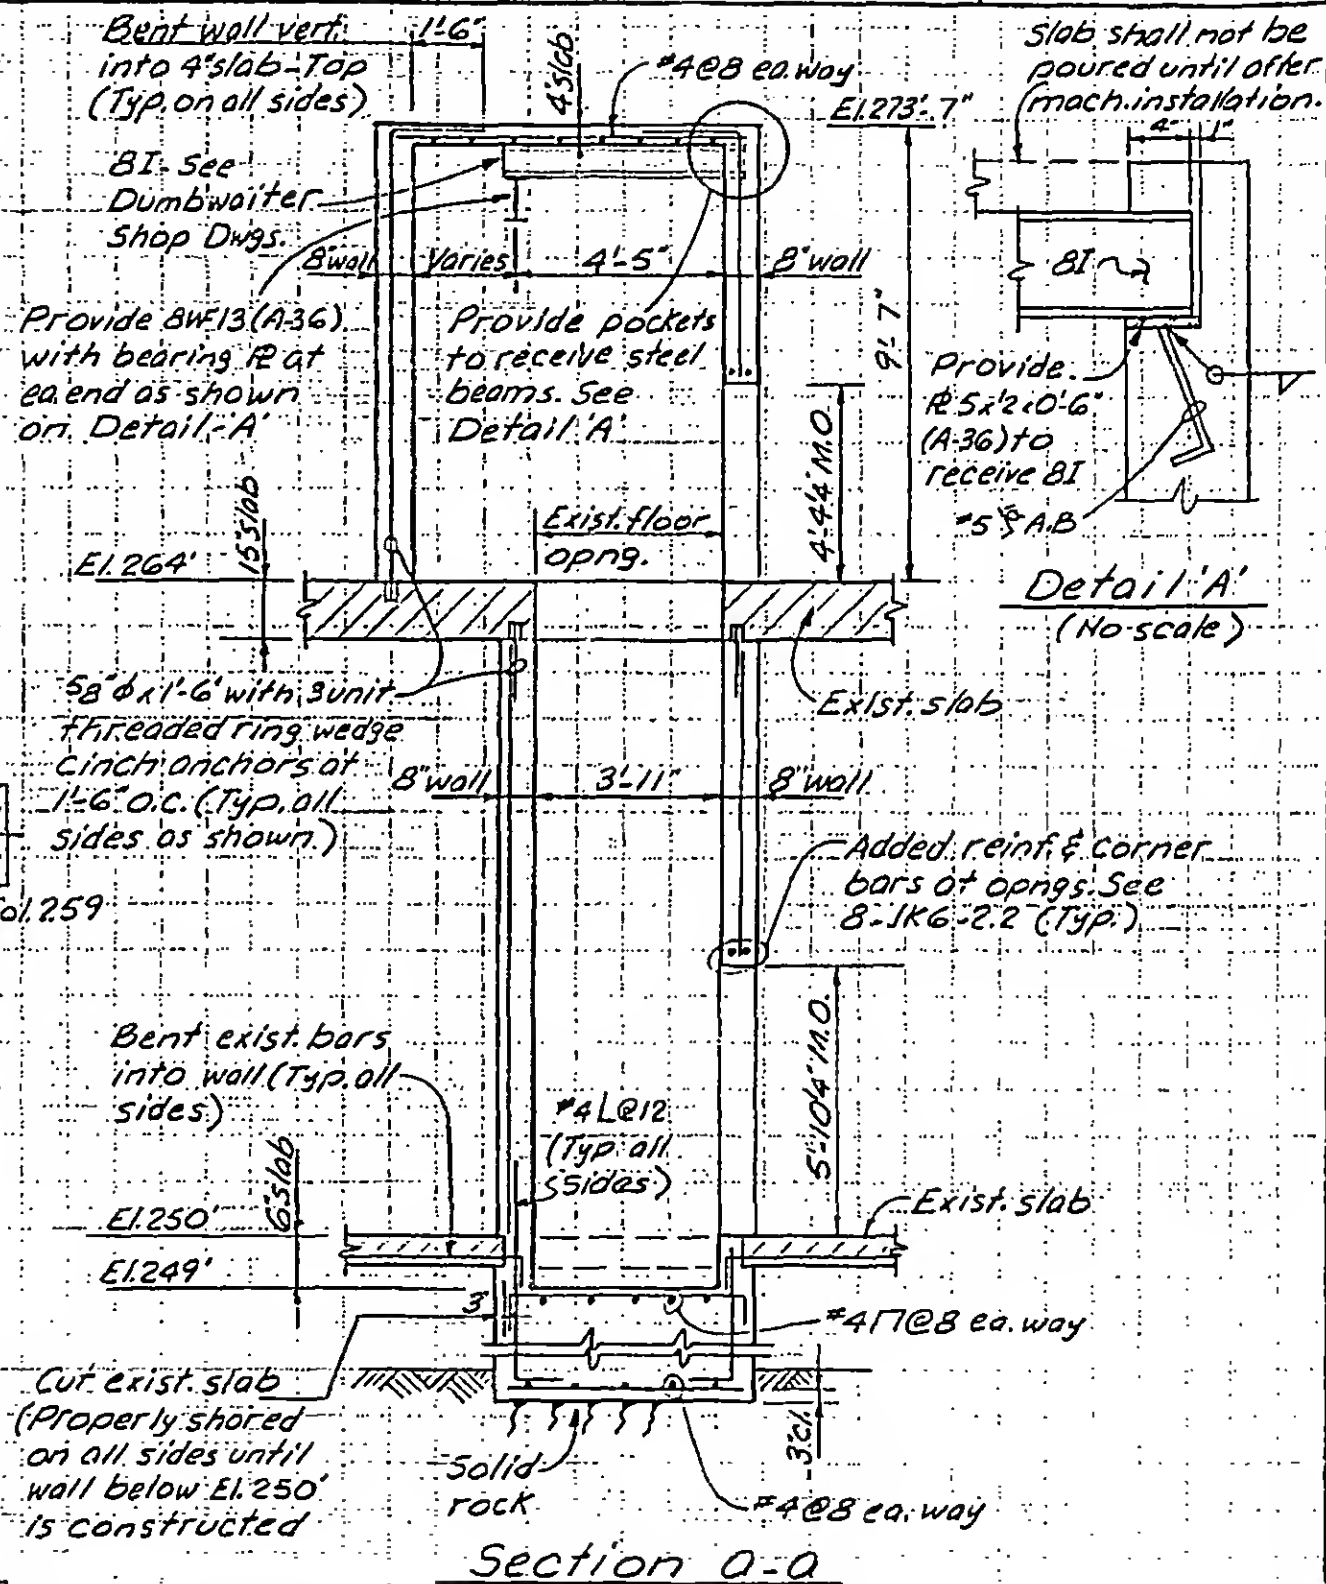 Bent wall vert.
into 4" slab-Top
(Typ. on all sides)
1'-6"
4" slab
#4@8 ea. way
El. 273'-7"
Slab shall not be
poured until after
mach. installation.
4"
1"
8I- See
Dumbwaiter
Shop Dwgs.
8" wall
Varies
4'-5"
8" wall
8I
Provide 8WF13 (A-36)
with bearing PL at
ea. end as shown
on Detail-'A'
Provide pockets
to receive steel
beams. See
Detail 'A'
9'-7"
Provide
(A-36) to
receive 8I
A.B
4'-4¼" M.O.
15" slab
Exist. floor
opng.
El. 264'
Detail 'A'
(No scale)
⅝" φ x 1'-6" with 3 unit
threaded ring wedge
cinch anchors at
1'-6" O.C. (Typ. all
sides as shown.)
Exist. slab
8" wall
3'-11"
8" wall
259
Added reinf. & corner
bars at opngs. See
8-1K6-2.2 (Typ.)
Bent exist. bars
into wall (Typ. all
sides)
#4 L@12
(Typ. all
sides)
5'-10¼" M.O.
6" slab
Exist. slab
El. 250'
El. 249'
3"
#4 ⊓@8 ea. way
Cut exist. slab
(Properly shored
on all sides until
wall below El. 250'
is constructed
Solid
rock
3" cl.
#4@8 ea. way
Section a-a